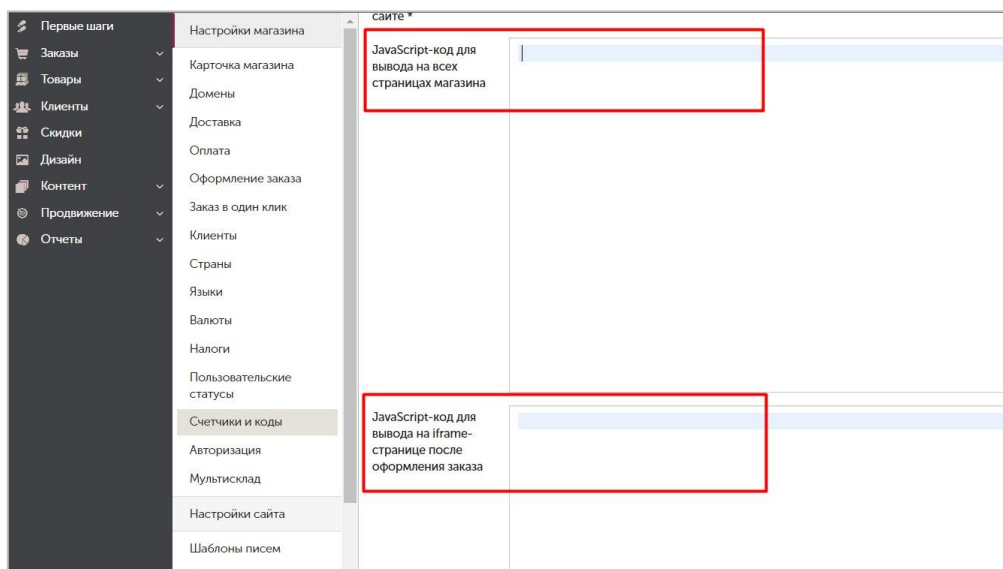 Первые шаги
Заказы
Товары
Клиенты
Скидки
Дизайн
Контент
Продвижение
Отчеты
Настройки магазина
Карточка магазина
Домены
Доставка
Оплата
Оформление заказа
Заказ в один клик
Клиенты
Страны
Языки
Валюты
Налоги
Пользовательские
статусы
Счетчики и коды
Авторизация
Мультисклад
Настройки сайта
Шаблоны писем
сайте *
JavaScript-код для
вывода на всех
страницах магазина
JavaScript-код для
вывода на iframe-
странице после
оформления заказа